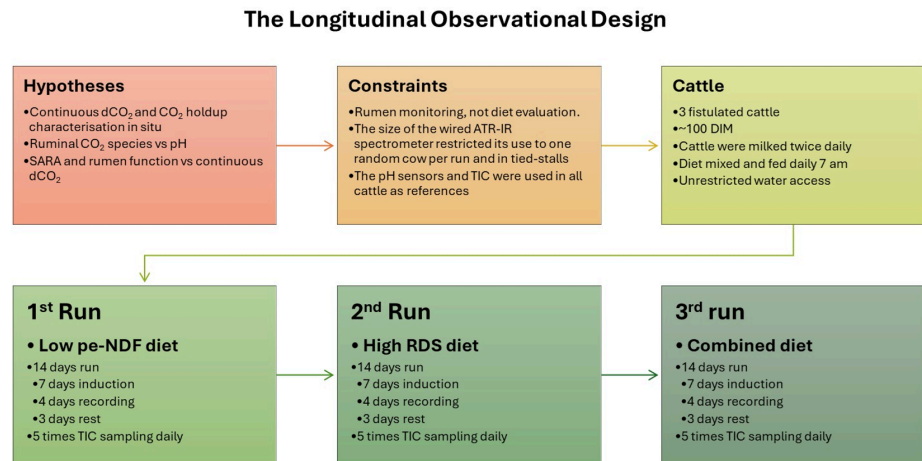 The Longitudinal Observational Design
Hypotheses
•Continuous dCO₂ and CO₂ holdup
characterisation in situ
•Ruminal CO₂ species vs pH
•SARA and rumen function vs continuous
dCO₂
Constraints
•Rumen monitoring, not diet evaluation.
•The size of the wired ATR-IR
spectrometer restricted its use to one
random cow per run and in tied-stalls
•The pH sensors and TIC were used in all
cattle as references
Cattle
•3 fistulated cattle
•~100 DIM
•Cattle were milked twice daily
•Diet mixed and fed daily 7 am
•Unrestricted water access
1st Run
• Low pe-NDF diet
•14 days run
•7 days induction
•4 days recording
•3 days rest
•5 times TIC sampling daily
2nd Run
• High RDS diet
•14 days run
•7 days induction
•4 days recording
•3 days rest
•5 times TIC sampling daily
3rd run
• Combined diet
•14 days run
•7 days induction
•4 days recording
•3 days rest
•5 times TIC sampling daily